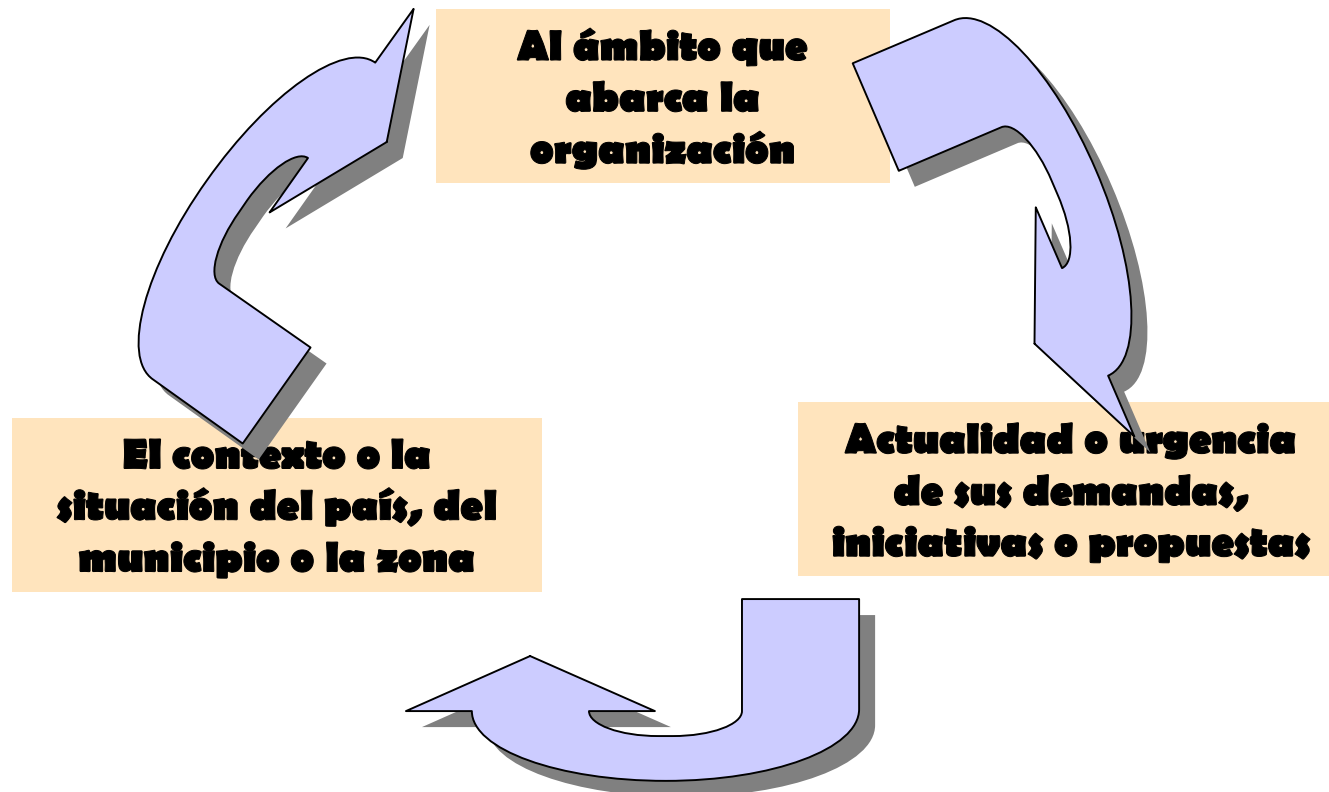 Al ámbito que
abarca la
organización
El contexto o la
situación del país, del
municipio o la zona
Actualidad o urgencia
de sus demandas,
iniciativas o propuestas